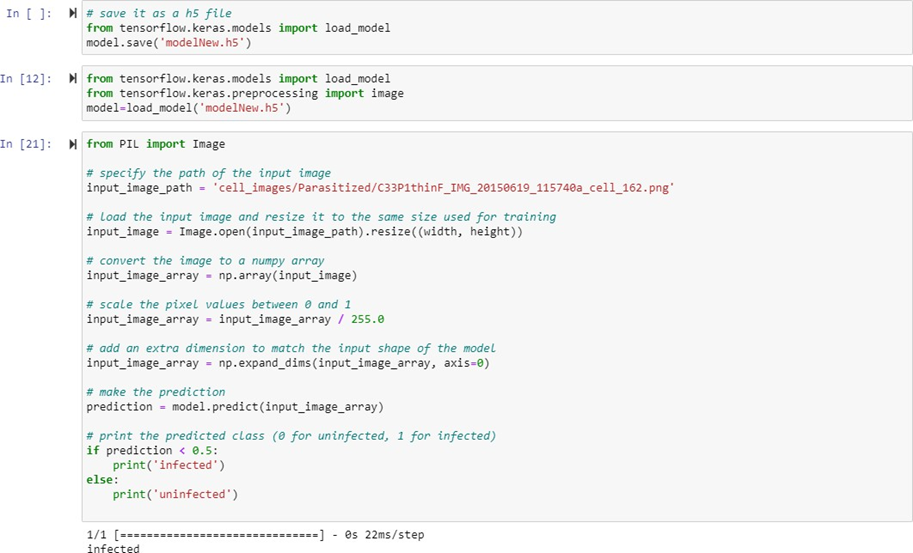 In [ ]: # save it as a h5 file
from tensorflow.keras.models import load_model
model.save('modelNew.h5')
In [12]: from tensorflow.keras.models import load_model
from tensorflow.keras.preprocessing import image
model=load_model('modelNew.h5')
In [21]: from PIL import Image
# specify the path of the input image
input_image_path = 'cell_images/Parasitized/C33P1thinF_IMG_20150619_115740a_cell_162.png'
# load the input image and resize it to the same size used for training
input_image = Image.open(input_image_path).resize((width, height))
# convert the image to a numpy array
input_image_array = np.array(input_image)
# scale the pixel values between 0 and 1
input_image_array = input_image_array / 255.0
# add an extra dimension to match the input shape of the model
input_image_array = np.expand_dims(input_image_array, axis=0)
# make the prediction
prediction = model.predict(input_image_array)
# print the predicted class (0 for uninfected, 1 for infected)
if prediction < 0.5:
    print('infected')
else:
    print('uninfected')
1/1 [==============================] - 0s 22ms/step
infected